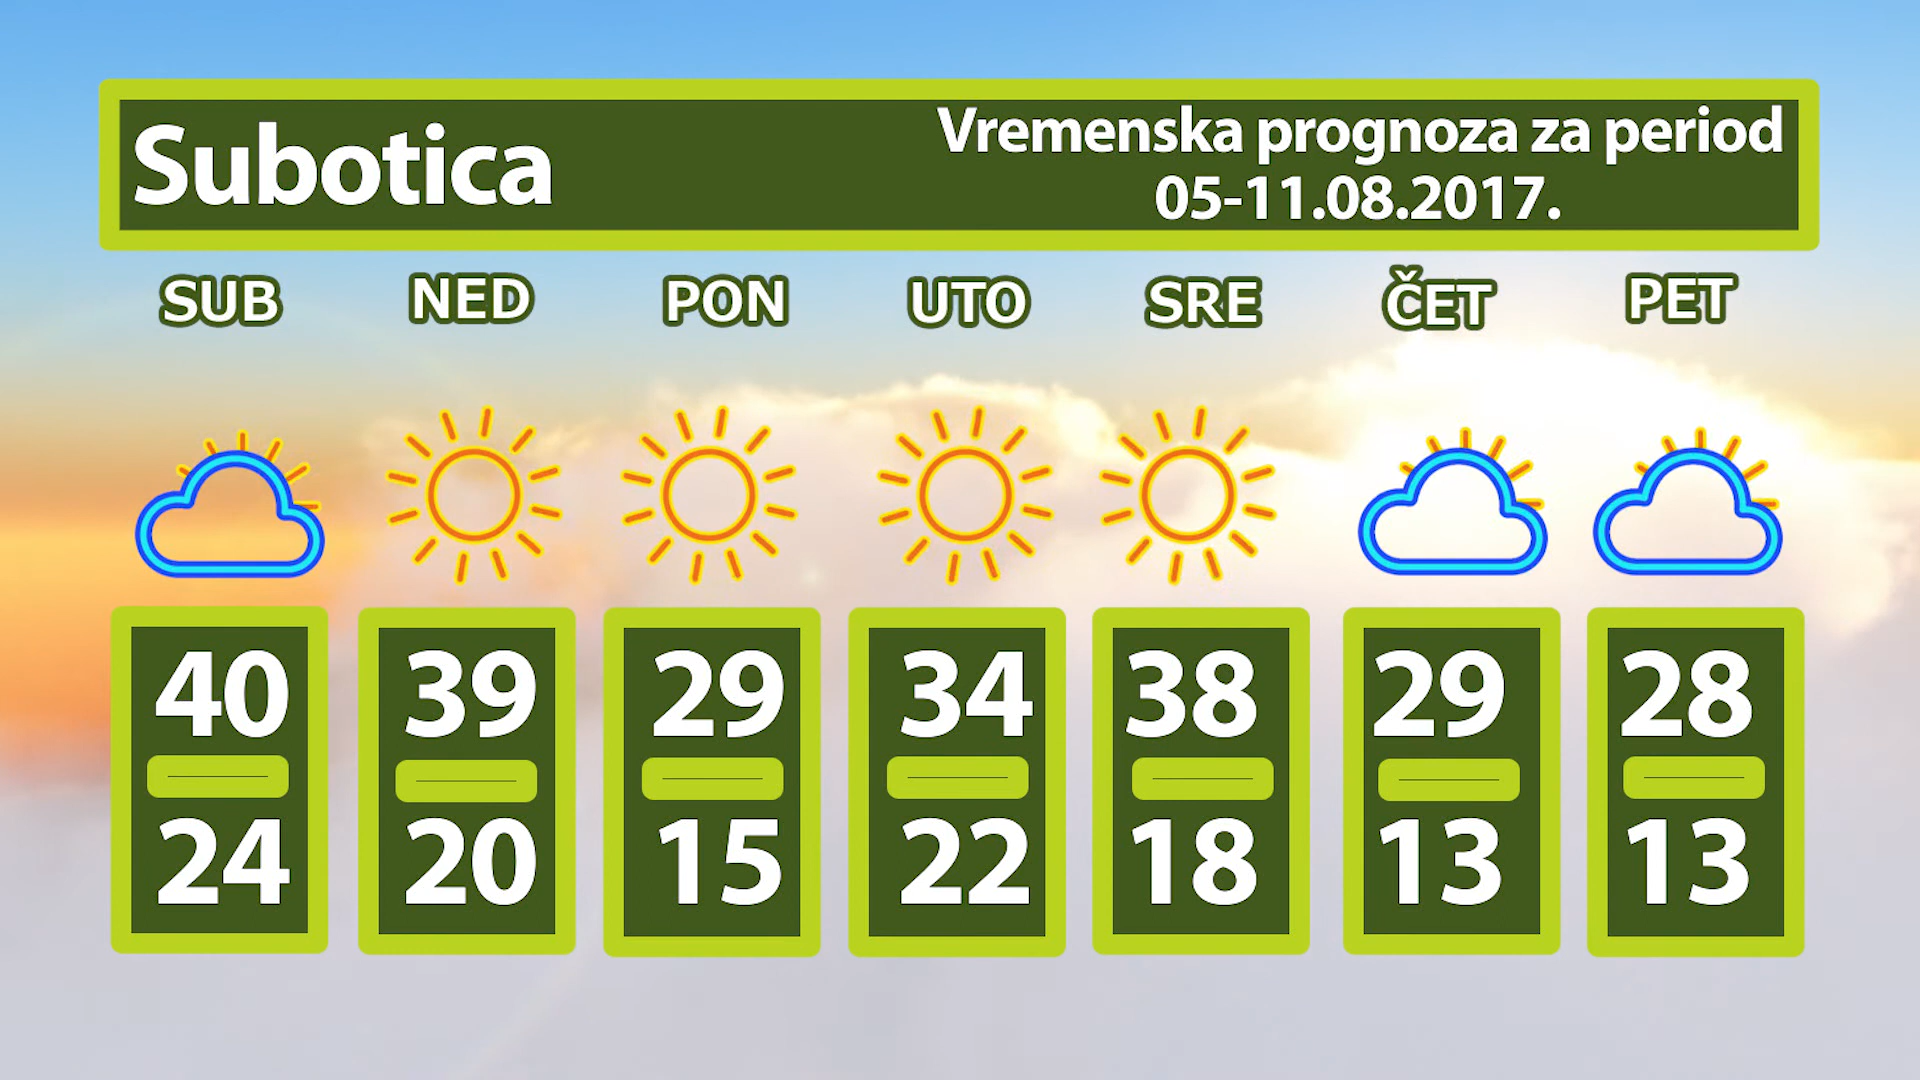 Subotica
Vremenska prognoza za period
05-11.08.2017.
SUB NED PON UTO SRE ČET PET
40 39 29 34 38 29 28
24 20 15 22 18 13 13